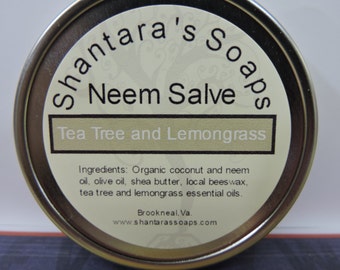 Shantara's Soaps
Neem Salve
Tea Tree and Lemongrass
Ingredients: Organic coconut and neem
oil, olive oil, shea butter, local beeswax,
tea tree and lemongrass essential oils.
Brookneal, Va.
www.shantarassoaps.com